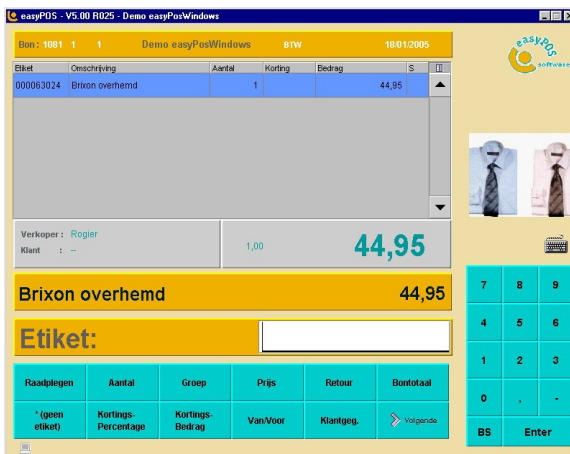 easyPOS - V5.00 R025 - Demo easyPosWindows
Bon: 1081 1 1 Demo easyPosWindows BTW 18/01/2005
easyPOS
software
Etiket Omschrijving Aantal Korting Bedrag S
000063024 Brixon overhemd 1 44,95
Verkoper : Rogier
Klant : --
1,00 44,95
Brixon overhemd 44,95
Etiket:
Raadplegen Aantal Groep Prijs Retour Bontotaal
* (geen etiket) Kortings-Percentage Kortings-Bedrag Van/Voor Klantgeg. Volgende
7 8 9
4 5 6
1 2 3
0 . -
BS Enter